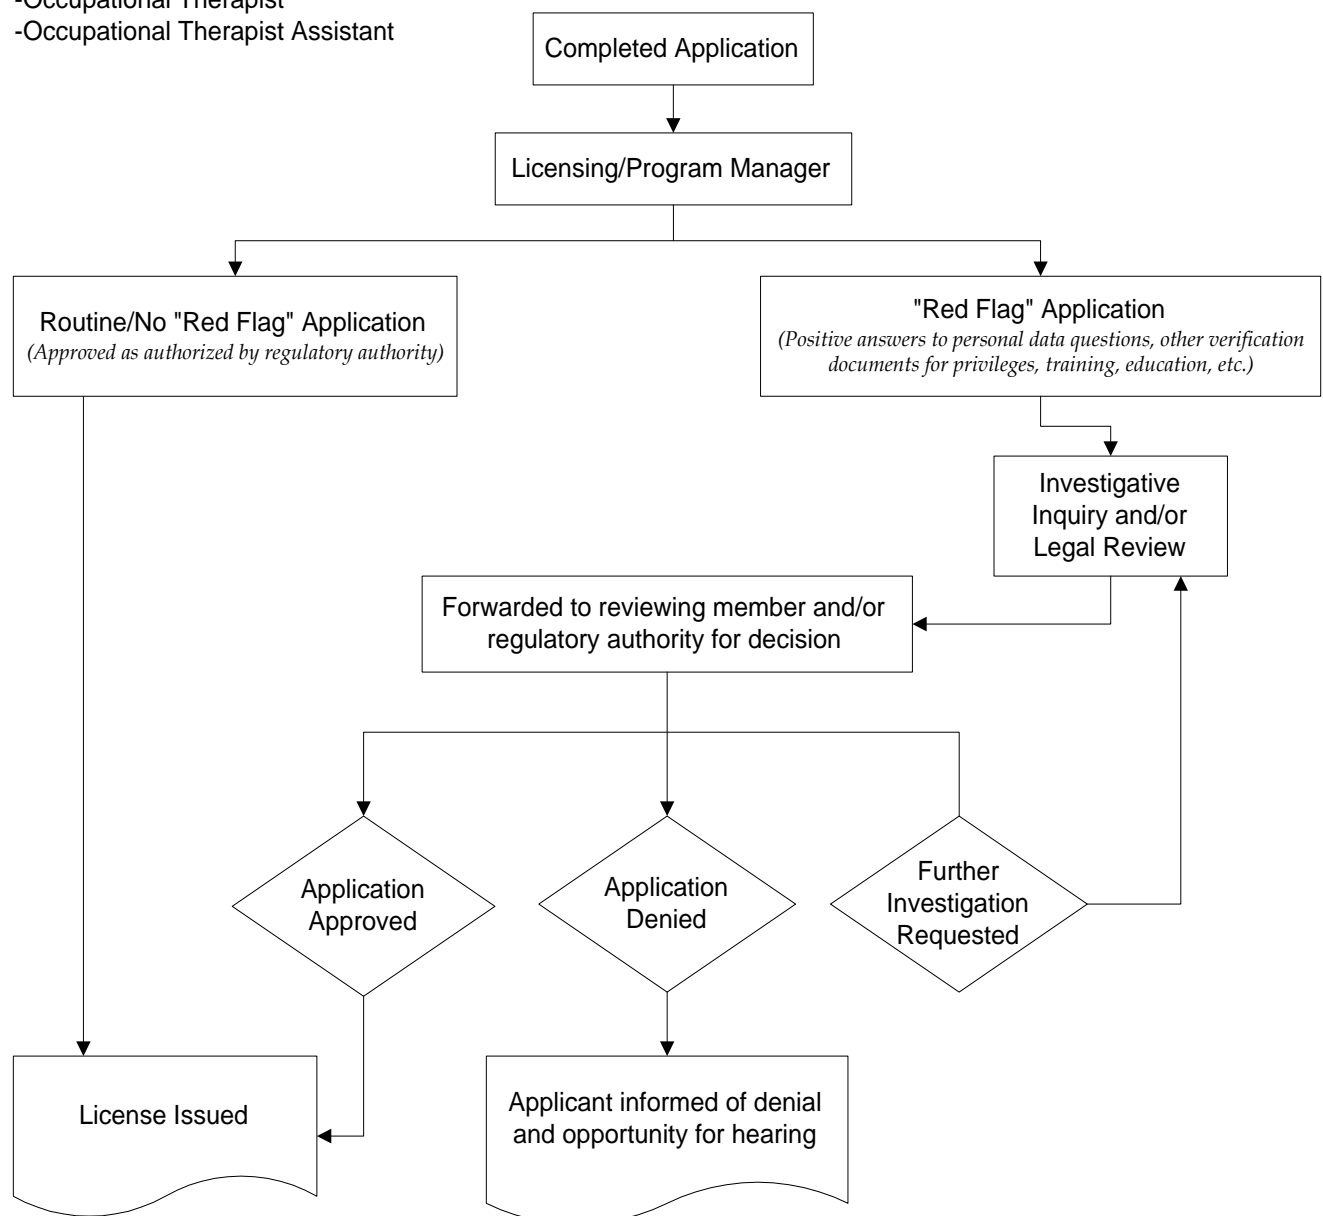 -Occupational Therapist
-Occupational Therapist Assistant
Completed Application
Licensing/Program Manager
Routine/No "Red Flag" Application
(Approved as authorized by regulatory authority)
"Red Flag" Application
(Positive answers to personal data questions, other verification
documents for privileges, training, education, etc.)
Investigative
Inquiry and/or
Legal Review
Forwarded to reviewing member and/or
regulatory authority for decision
Application
Approved
Application
Denied
Further
Investigation
Requested
License Issued
Applicant informed of denial
and opportunity for hearing